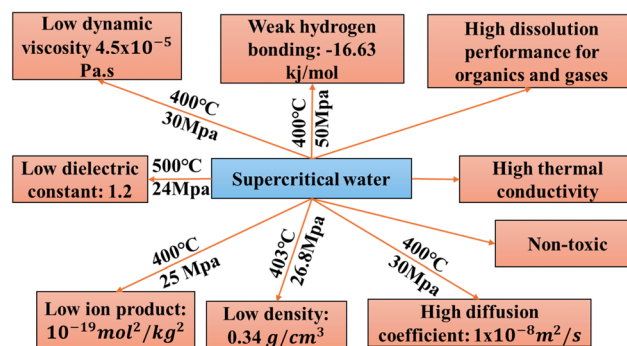 Low dynamic
viscosity 4.5x10⁻⁵
Pa.s
Weak hydrogen
bonding: -16.63
kj/mol
High dissolution
performance for
organics and gases
400℃
30Mpa
400℃
50Mpa
Low dielectric
constant: 1.2
500℃
24Mpa
Supercritical water
High thermal
conductivity
400℃
25 Mpa
403℃
26.8Mpa
400℃
30Mpa
Non-toxic
Low ion product:
10⁻¹⁹mol²/kg²
Low density:
0.34 g/cm³
High diffusion
coefficient: 1x10⁻⁸m²/s